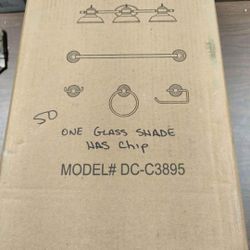 50
ONE GLASS SHADE
HAS Chip
MODEL# DC-C3895